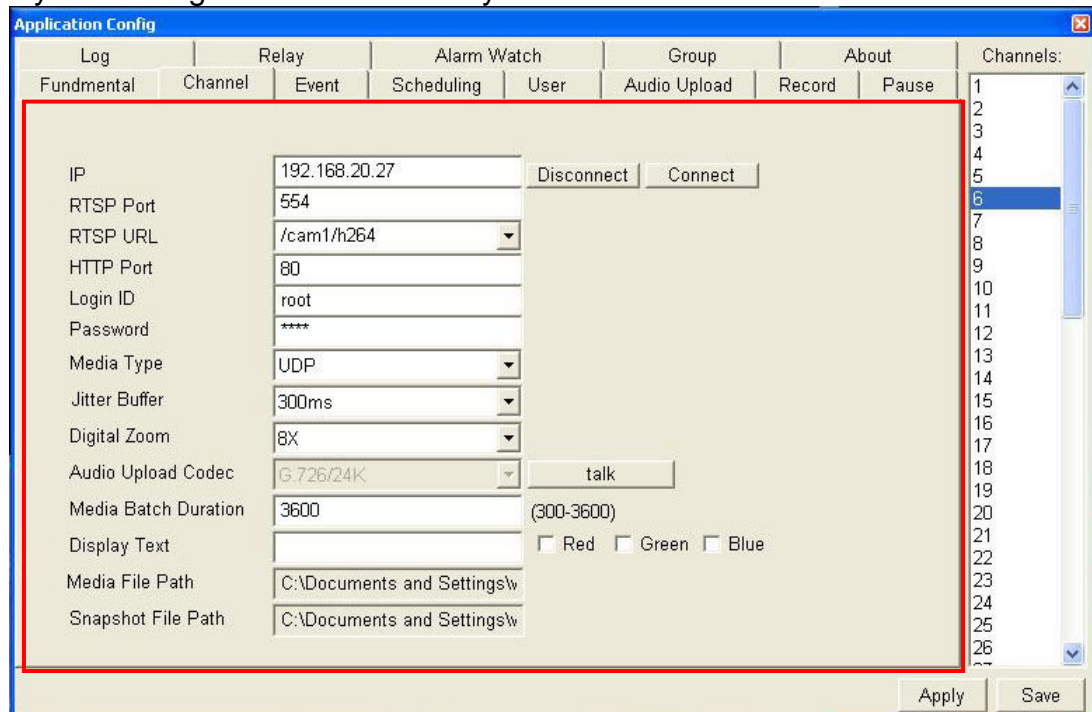 Application Config
Log Relay Alarm Watch Group About Channels:
Fundmental Channel Event Scheduling User Audio Upload Record Pause
IP 192.168.20.27 Disconnect Connect
RTSP Port 554
RTSP URL /cam1/h264
HTTP Port 80
Login ID root
Password ****
Media Type UDP
Jitter Buffer 300ms
Digital Zoom 8X
Audio Upload Codec G.726/24K talk
Media Batch Duration 3600 (300-3600)
Display Text Red Green Blue
Media File Path C:\Documents and Settings\w
Snapshot File Path C:\Documents and Settings\w
1
2
3
4
5
6
7
8
9
10
11
12
13
14
15
16
17
18
19
20
21
22
23
24
25
26
Apply Save